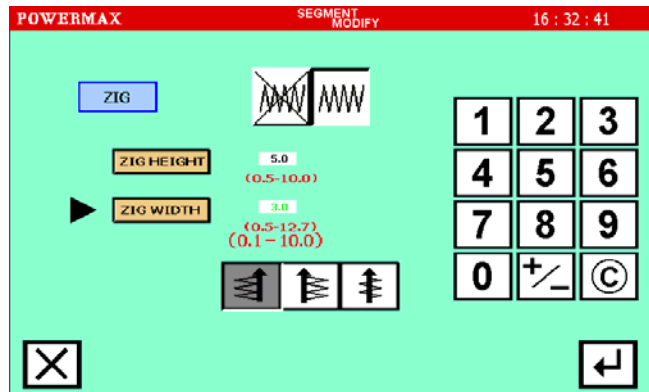 POWERMAX
SEGMENT
MODIFY
16 : 32 : 41
ZIG
ZIG HEIGHT
5.0
(0.5-10.0)
ZIG WIDTH
3.0
(0.5-12.7)
(0.1 - 10.0)
1 2 3
4 5 6
7 8 9
0 +/- ©